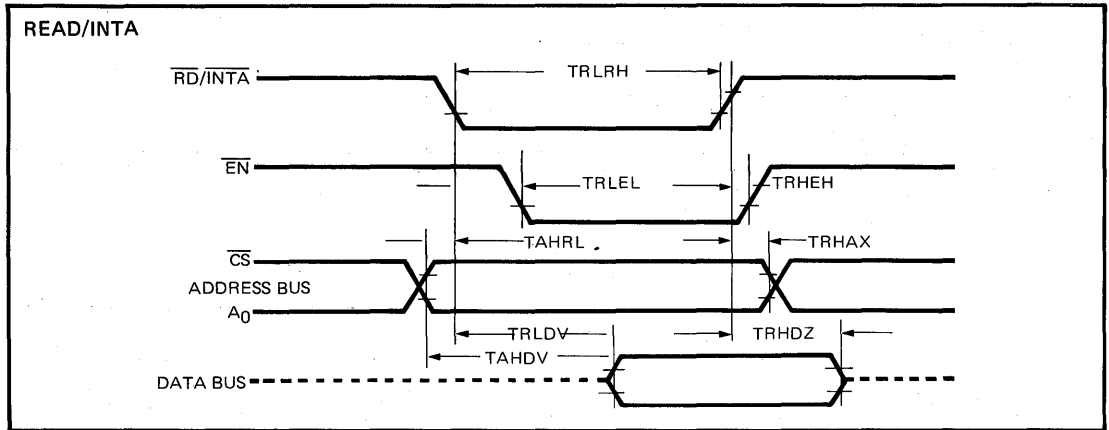 READ/INTA
RD/INTA
TRLRH
EN
TRLEL
TRHEH
TAHRL
TRHAX
CS
ADDRESS BUS
A0
TRLDV
TRHDZ
TAHDV
DATA BUS